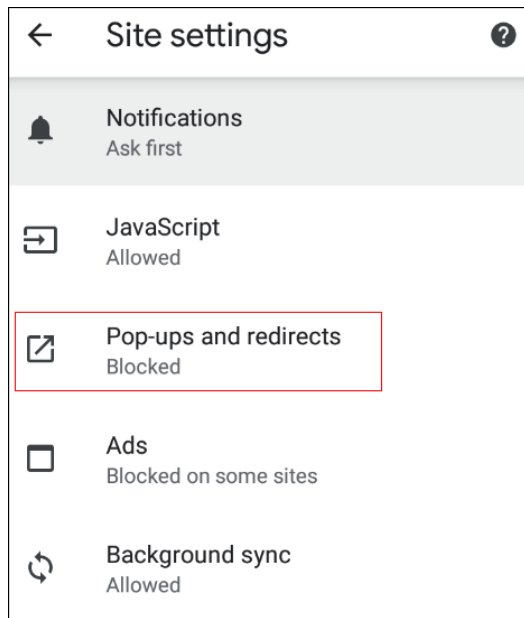 Site settings
Notifications
Ask first
JavaScript
Allowed
Pop-ups and redirects
Blocked
Ads
Blocked on some sites
Background sync
Allowed